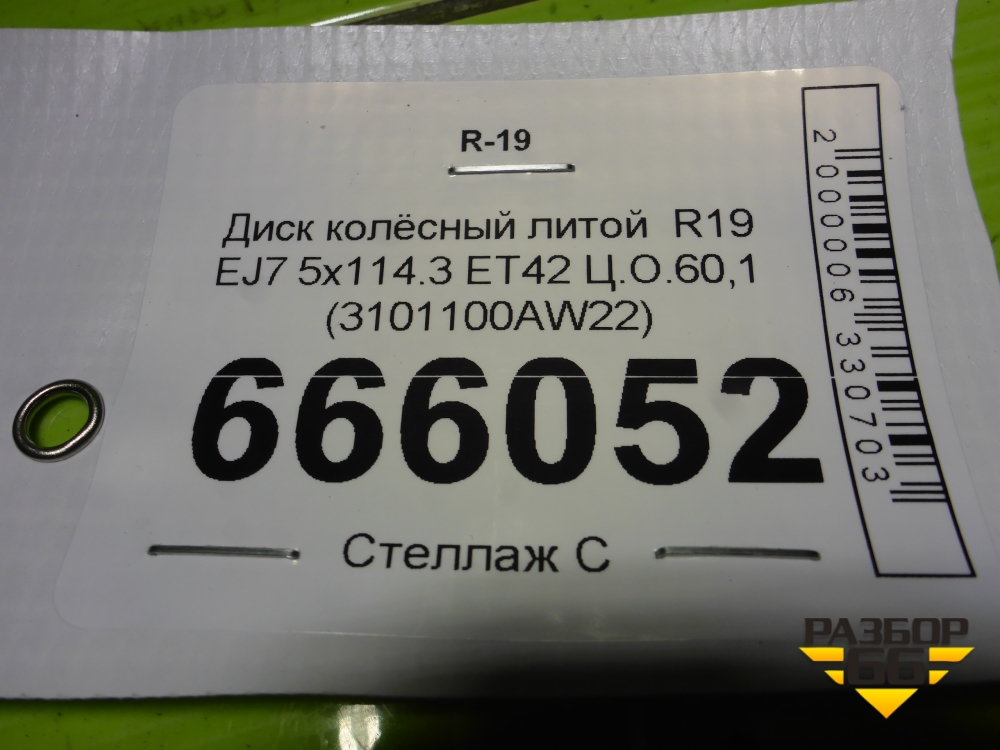 R-19
Диск колёсный литой R19
EJ7 5x114.3 ET42 Ц.О.60,1
(3101100AW22)
666052
Стеллаж С
2000006330703
РАЗБОР
66